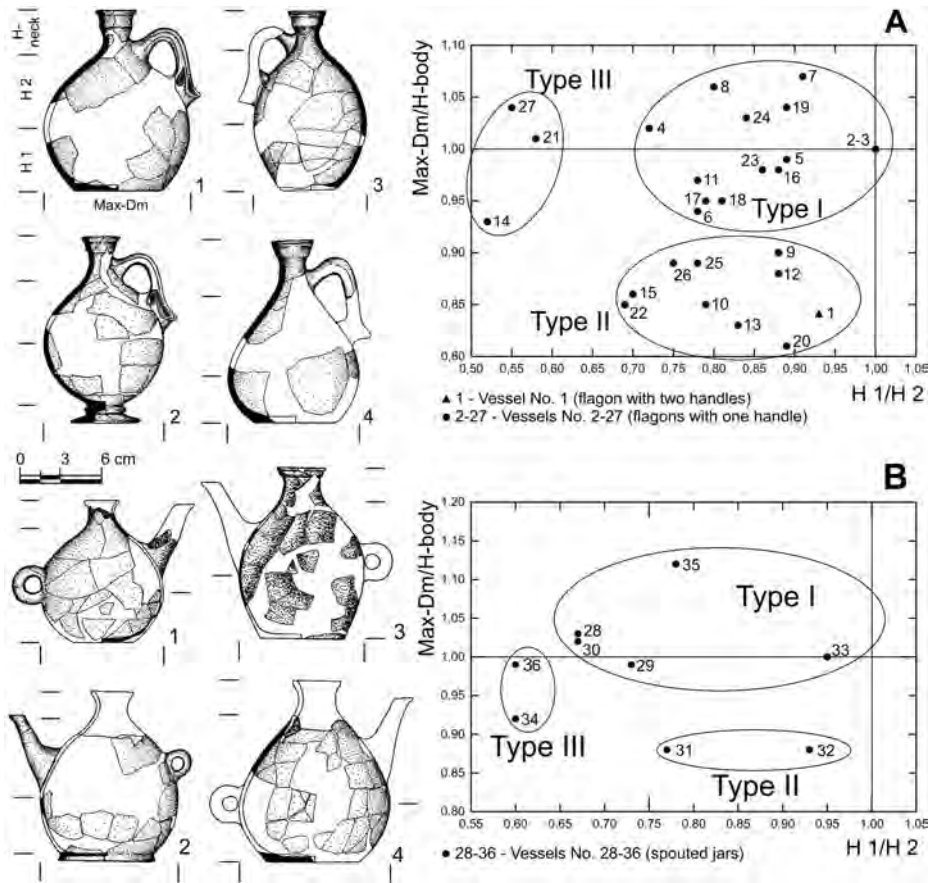 H-neck
H 2
H 1
Max-Dm
1
3
2
4
0 3 6 cm
1
3
2
4
A
Max-Dm/H-body
1,10
1,05
1,00
0,95
0,90
0,85
0,60
Type III
27
21
14
8
7
24
19
4
2-3
5
23
16
11
17
18
6
Type I
9
26
25
12
15
22
10
1
13
20
Type II
0,50 0,55 0,60 0,65 0,70 0,75 0,80 0,85 0,90 0,95 1,00
H 1/H 2
1 - Vessel No. 1 (flagon with two handles)
2-27 - Vessels No. 2-27 (flagons with one handle)
B
Max-Dm/H-body
1.20
1.10
1.05
1.00
0.95
0.90
0.85
0.80
35
Type I
28
30
33
36
29
34
Type III
31
32
Type II
0,55 0,60 0,65 0,70 0,75 0,80 0,85 0,90 0,95 1,00 1,05
H 1/H 2
28-36 - Vessels No. 28-36 (spouted jars)